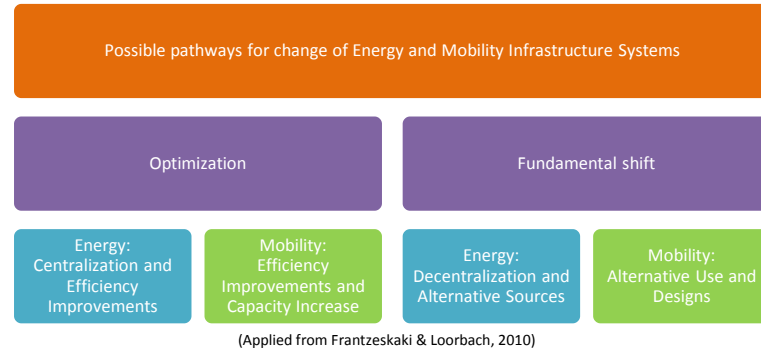 Possible pathways for change of Energy and Mobility Infrastructure Systems
Optimization
Fundamental shift
Energy:
Centralization and
Efficiency
Improvements
Mobility:
Efficiency
Improvements and
Capacity Increase
Energy:
Decentralization and
Alternative Sources
Mobility:
Alternative Use and
Designs
(Applied from Frantzeskaki & Loorbach, 2010)